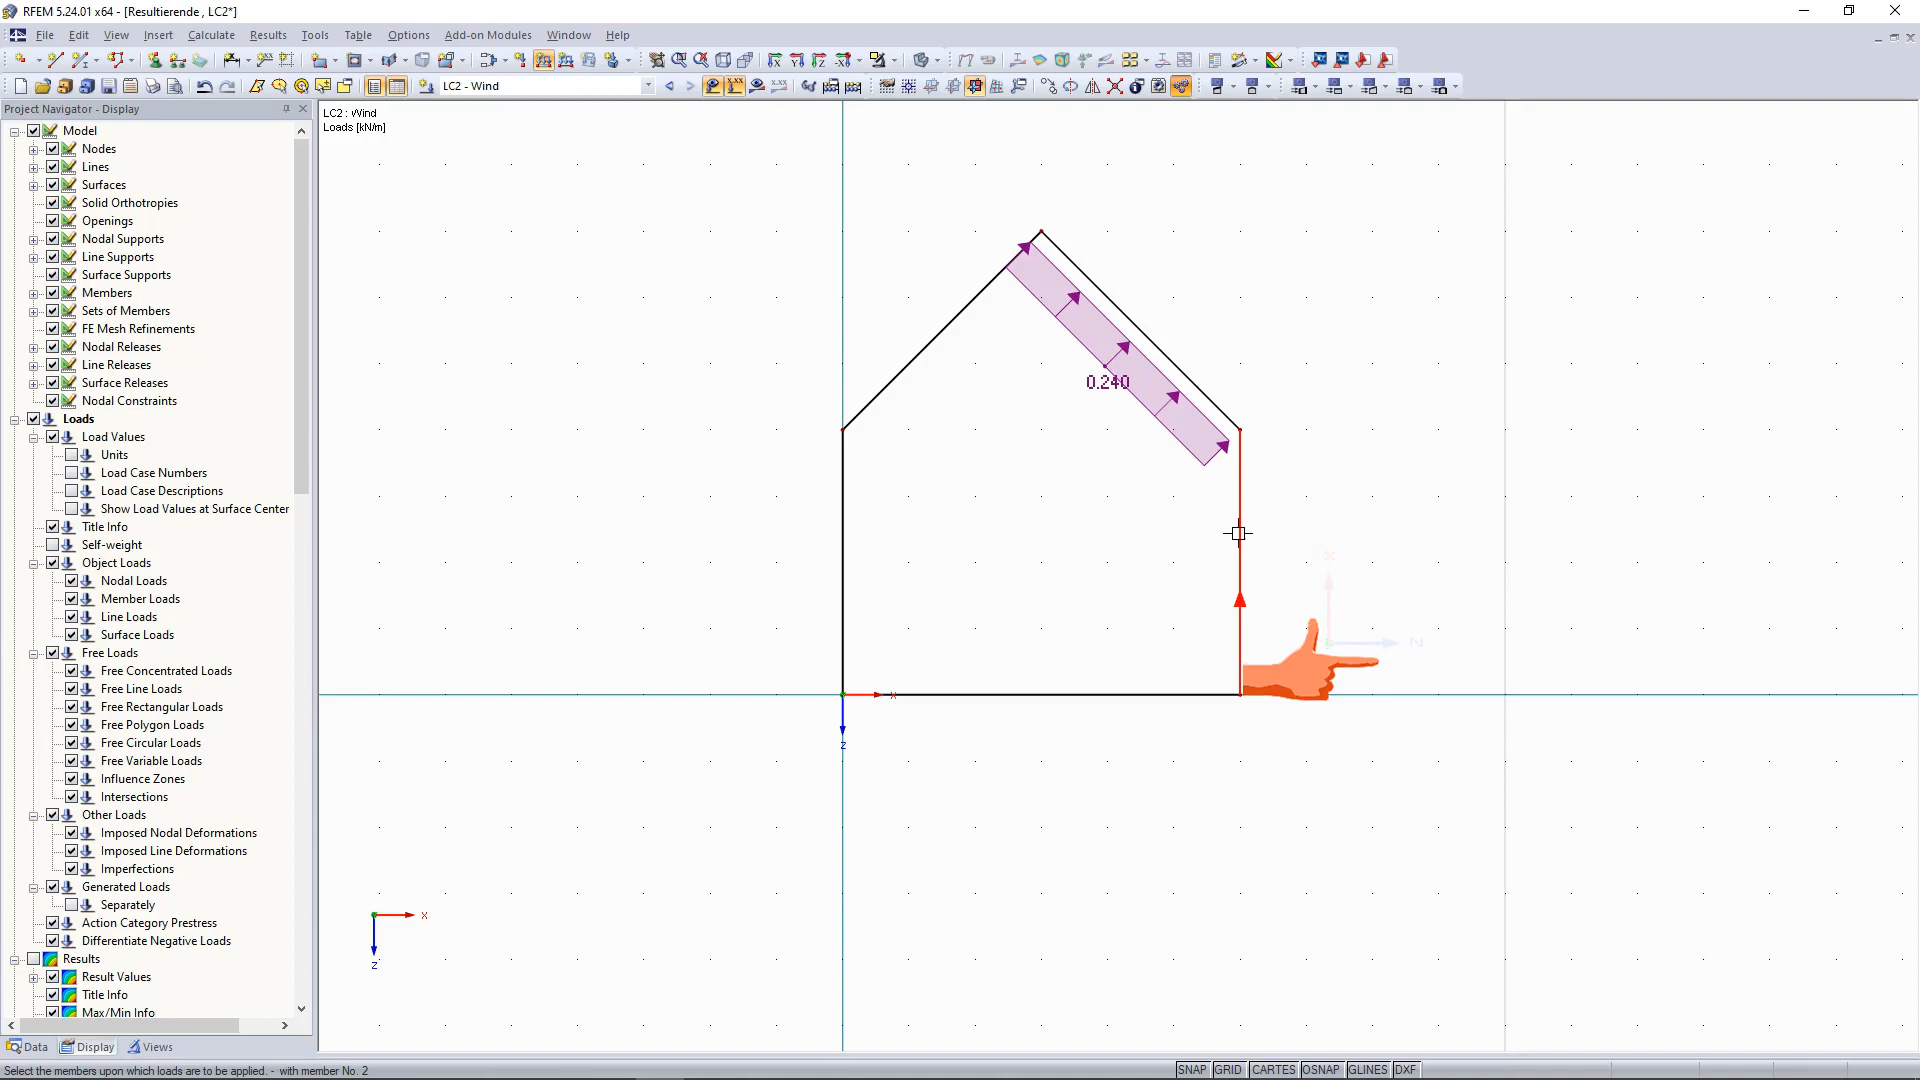 RFEM 5.24.01 x64 - [Resultierende , LC2*]
File Edit View Insert Calculate Results Tools Table Options Add-on Modules Window Help
LC2 - Wind
Project Navigator - Display
Model
Nodes
Lines
Surfaces
Solid Orthotropies
Openings
Nodal Supports
Line Supports
Surface Supports
Members
Sets of Members
FE Mesh Refinements
Nodal Releases
Line Releases
Surface Releases
Nodal Constraints
Loads
Load Values
Units
Load Case Numbers
Load Case Descriptions
Show Load Values at Surface Center
Title Info
Self-weight
Object Loads
Nodal Loads
Member Loads
Line Loads
Surface Loads
Free Loads
Free Concentrated Loads
Free Line Loads
Free Rectangular Loads
Free Polygon Loads
Free Circular Loads
Free Variable Loads
Influence Zones
Intersections
Other Loads
Imposed Nodal Deformations
Imposed Line Deformations
Imperfections
Generated Loads
Separately
Action Category Prestress
Differentiate Negative Loads
Results
Result Values
Title Info
Max/Min Info
Data Display Views
LC2 : Wind
Loads [kN/m]
0.240
X
Z
X
Z
X
Z
Select the members upon which loads are to be applied. - with member No. 2
SNAP GRID CARTES OSNAP GLINES DXF